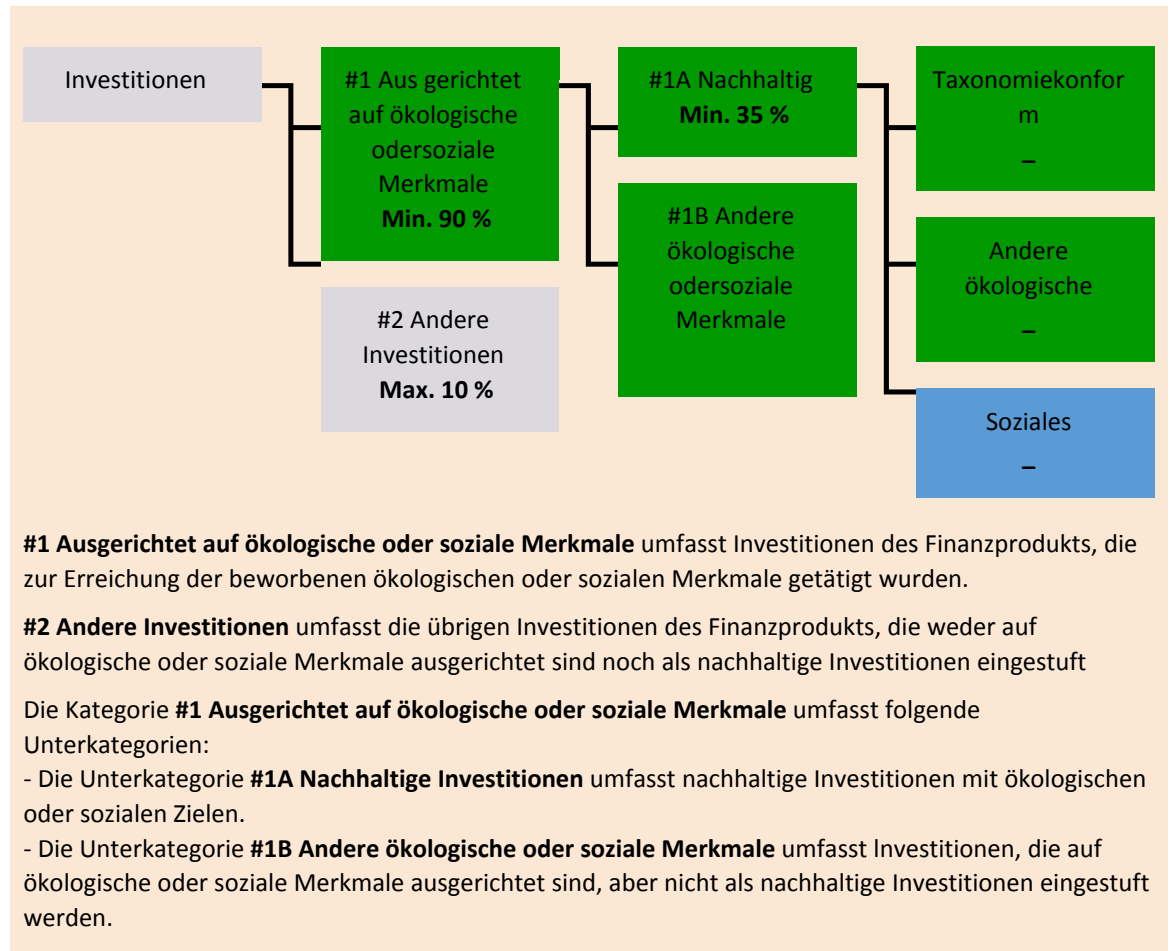 Investitionen
#1 Aus gerichtet
auf ökologische
odersoziale
Merkmale
Min. 90 %
#2 Andere
Investitionen
Max. 10 %
#1A Nachhaltig
Min. 35 %
#1B Andere
ökologische
odersoziale
Merkmale
Taxonomiekonfor
m
–
Andere
ökologische
–
Soziales
–
#1 Ausgerichtet auf ökologische oder soziale Merkmale umfasst Investitionen des Finanzprodukts, die
zur Erreichung der beworbenen ökologischen oder sozialen Merkmale getätigt wurden.
#2 Andere Investitionen umfasst die übrigen Investitionen des Finanzprodukts, die weder auf
ökologische oder soziale Merkmale ausgerichtet sind noch als nachhaltige Investitionen eingestuft
Die Kategorie #1 Ausgerichtet auf ökologische oder soziale Merkmale umfasst folgende
Unterkategorien:
- Die Unterkategorie #1A Nachhaltige Investitionen umfasst nachhaltige Investitionen mit ökologischen
oder sozialen Zielen.
- Die Unterkategorie #1B Andere ökologische oder soziale Merkmale umfasst lnvestitionen, die auf
ökologische oder soziale Merkmale ausgerichtet sind, aber nicht als nachhaltige Investitionen eingestuft
werden.